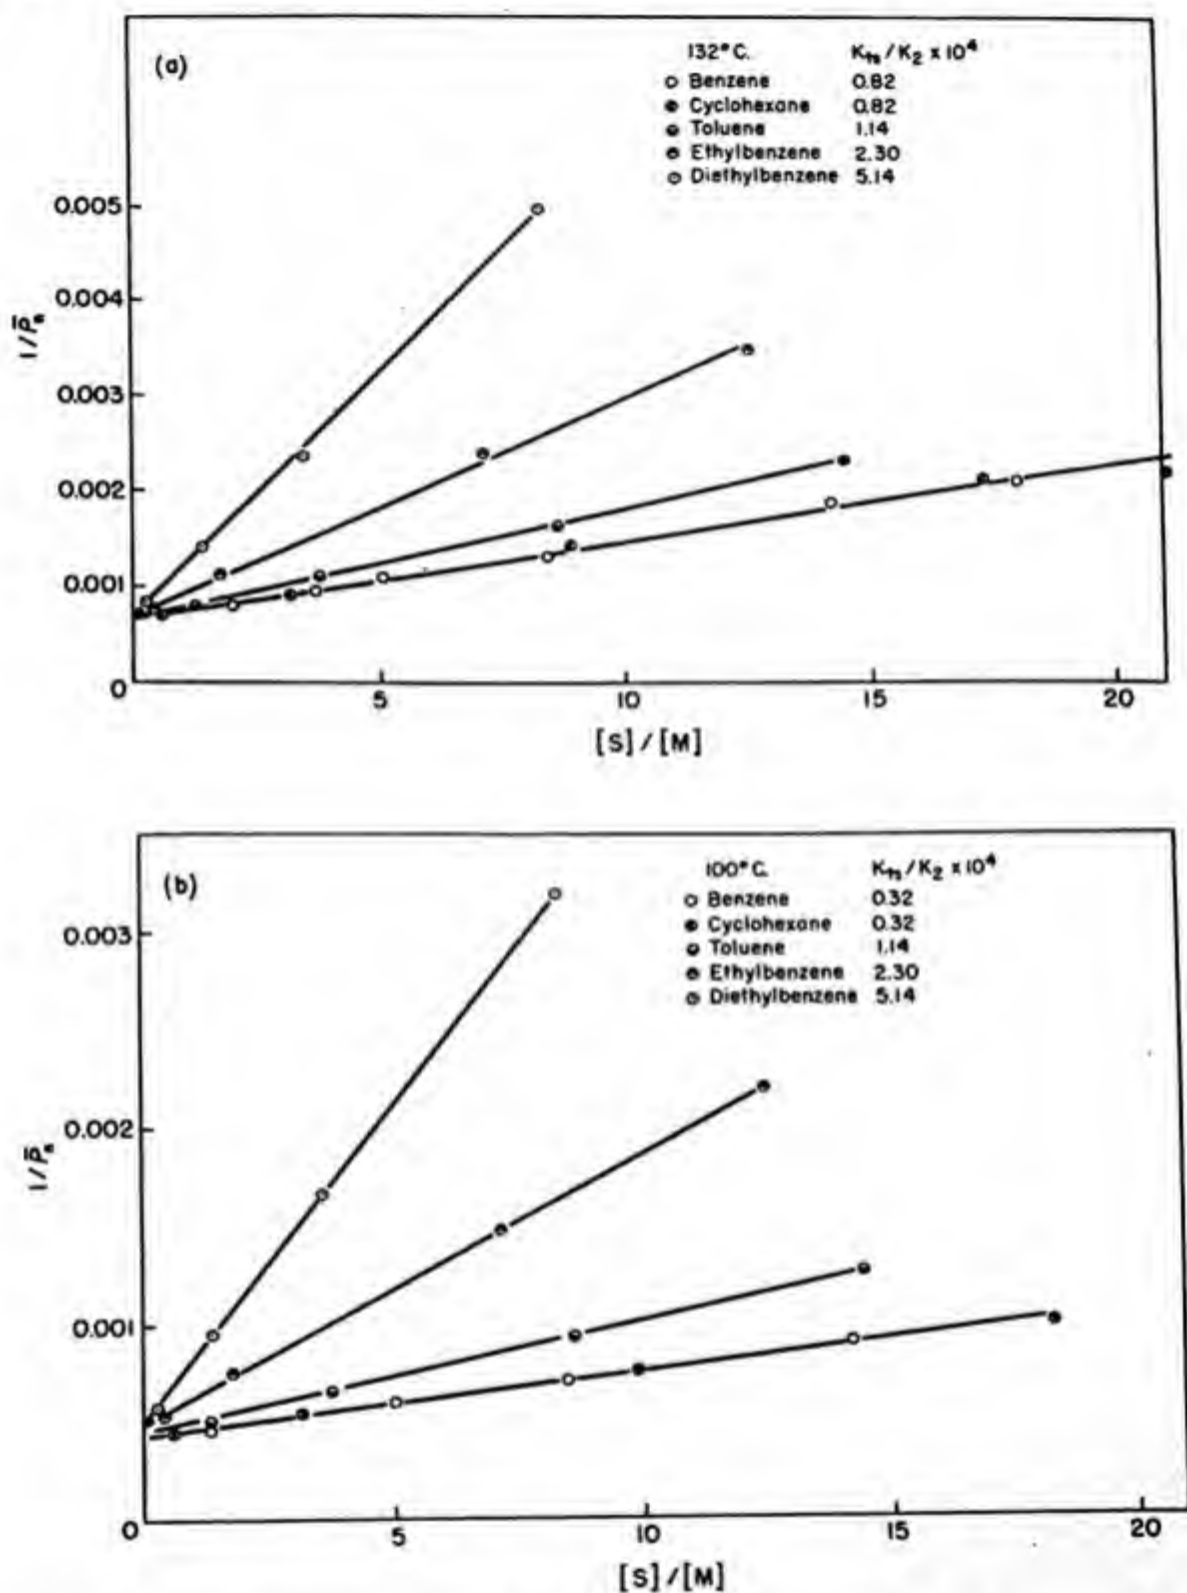 (a)
132°C. K_ts/K_2 x 10^4
Benzene 0.82
Cyclohexane 0.82
Toluene 1.14
Ethylbenzene 2.30
Diethylbenzene 5.14
0.005
0.004
0.003
0.002
0.001
0
1/P̄_n
5 10 15 20
[S]/[M]
(b)
100°C. K_ts/K_2 x 10^4
Benzene 0.32
Cyclohexane 0.32
Toluene 1.14
Ethylbenzene 2.30
Diethylbenzene 5.14
0.003
0.002
0.001
0
1/P̄_n
5 10 15 20
[S]/[M]